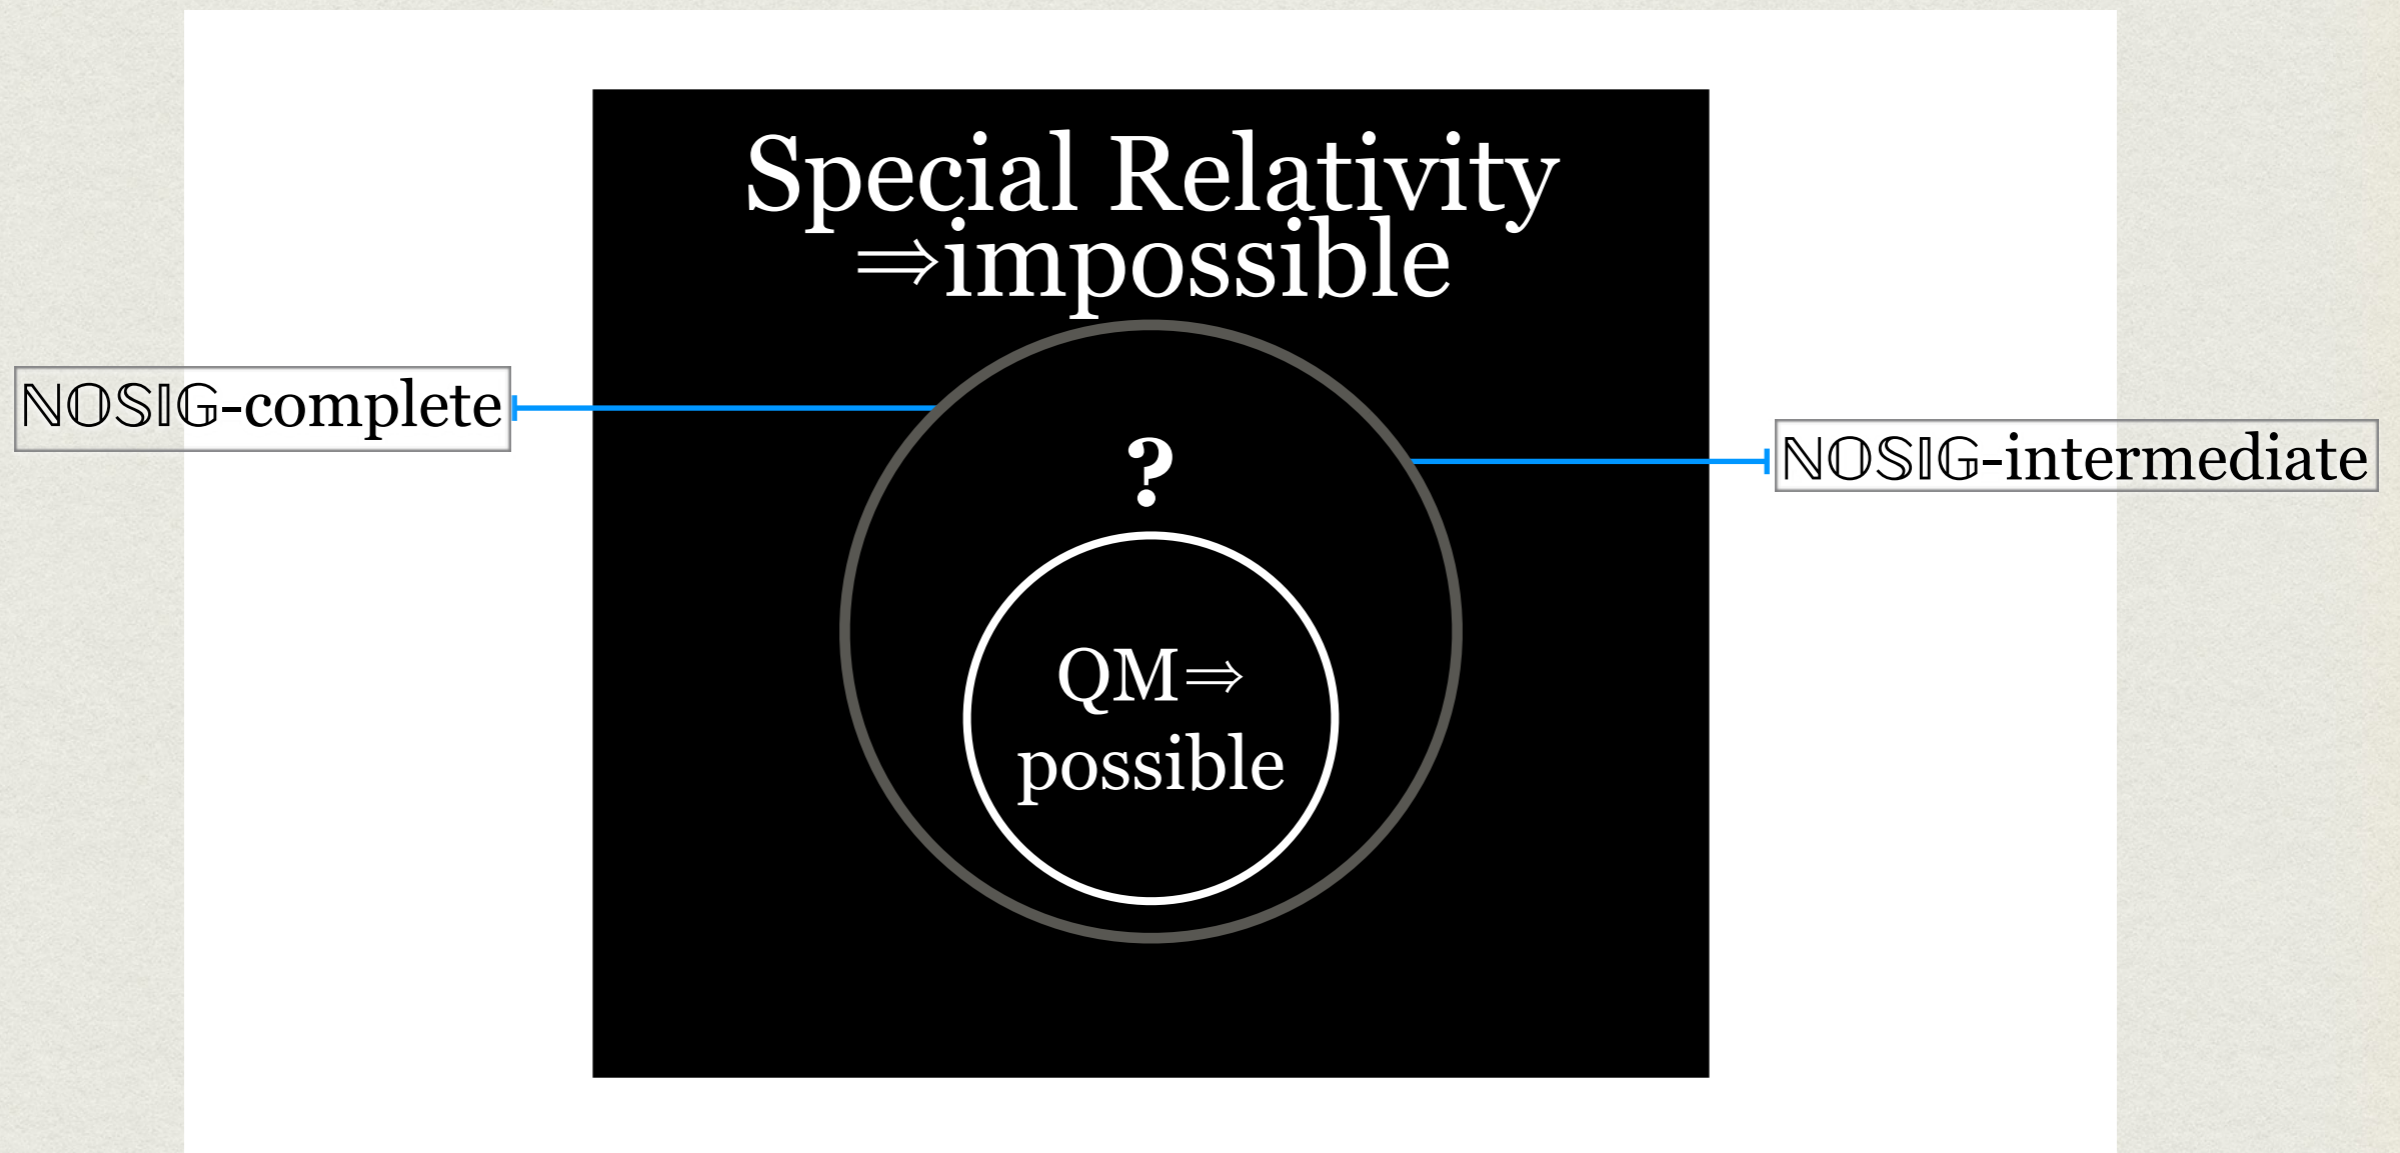 Special Relativity
⇒impossible
ℕ𝕆𝕊𝕀𝔾-complete
?
ℕ𝕆𝕊𝕀𝔾-intermediate
QM⇒
possible